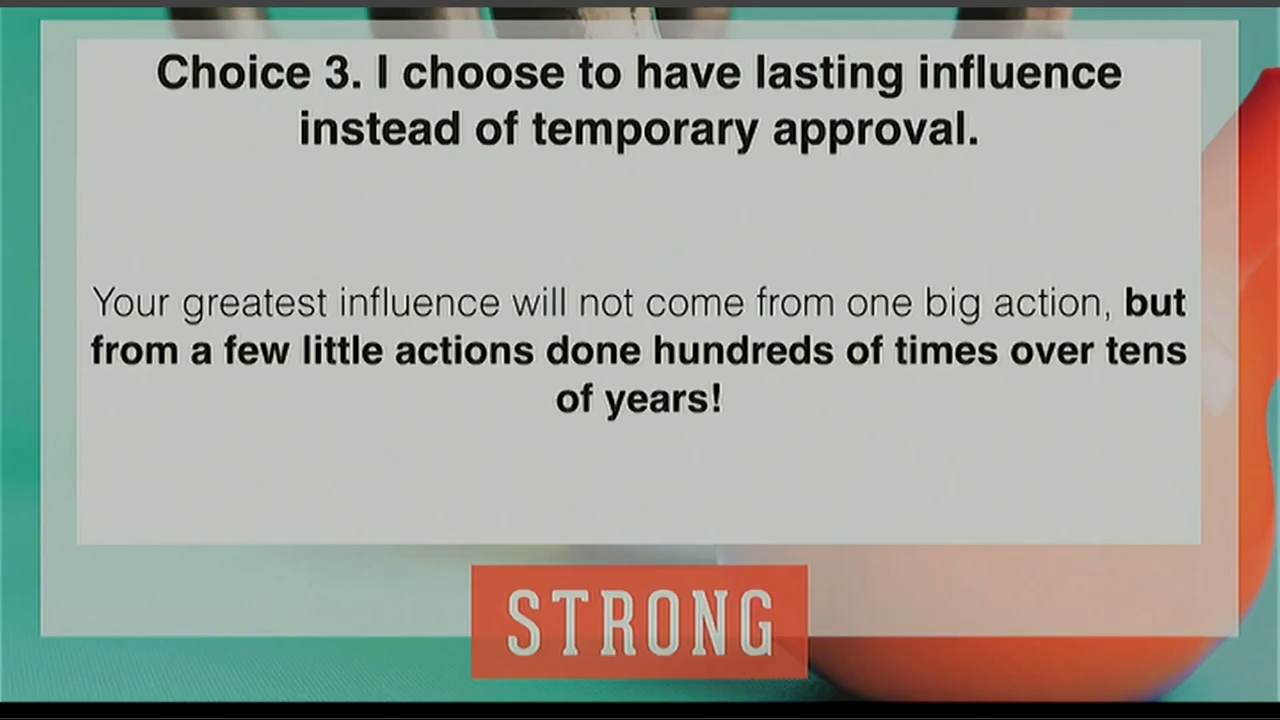 Choice 3. I choose to have lasting influence
instead of temporary approval.
Your greatest influence will not come from one big action, but
from a few little actions done hundreds of times over tens
of years!
STRONG